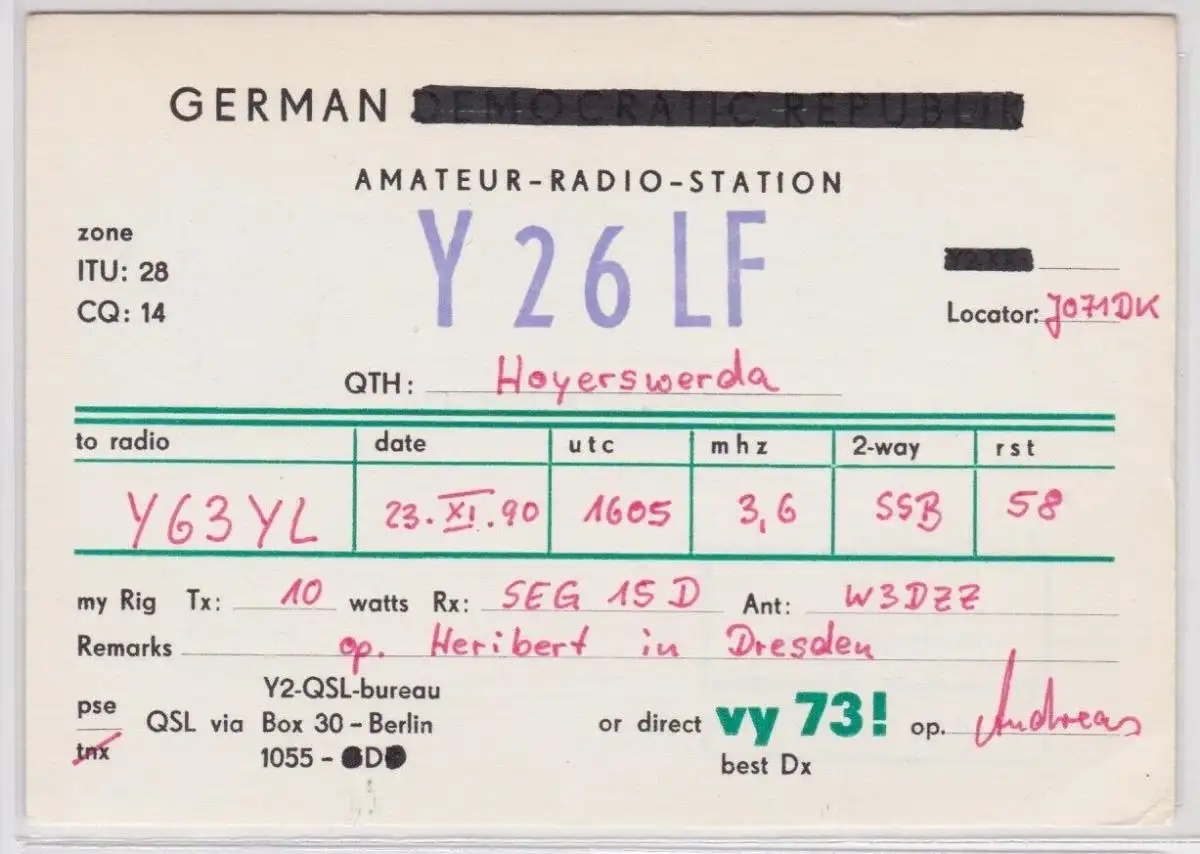 GERMAN DEMOCRATIC REPUBLIK
AMATEUR-RADIO-STATION
zone
ITU: 28
CQ: 14
Y26LF
Locator: JO71DK
QTH: Hoyerswerda
to radio date utc mhz 2-way rst
Y63YL 23.XI.90 1605 3,6 SSB 58
my Rig Tx: 10 watts Rx: SEG 15 D Ant: W3DZZ
Remarks op. Heribert in Dresden
pse
tnx
QSL via
Y2-QSL-bureau
Box 30 - Berlin
1055 - D
or direct vy 73! op. Andreas
best Dx